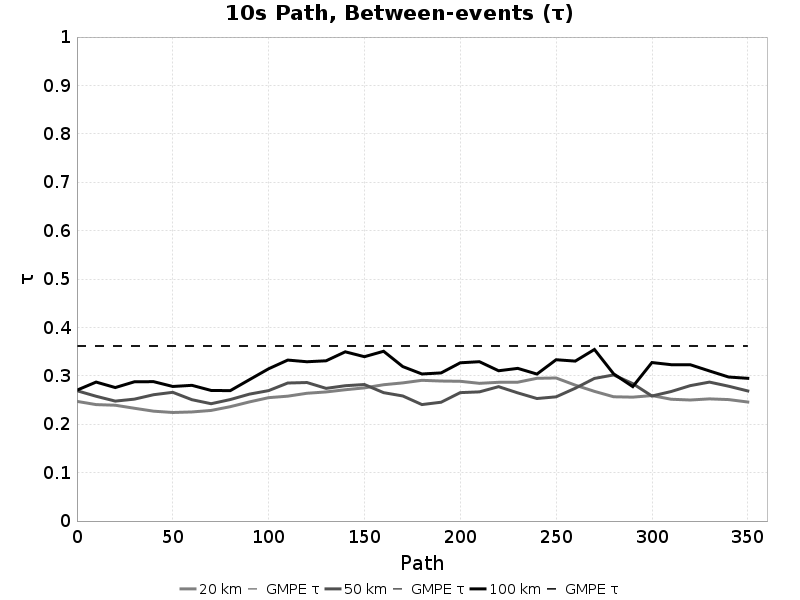 10s Path, Between-events (τ)
1
0.9
0.8
0.7
0.6
0.5
0.4
0.3
0.2
0.1
0
τ
0 50 100 150 200 250 300 350
Path
20 km GMPE τ 50 km GMPE τ 100 km GMPE τ